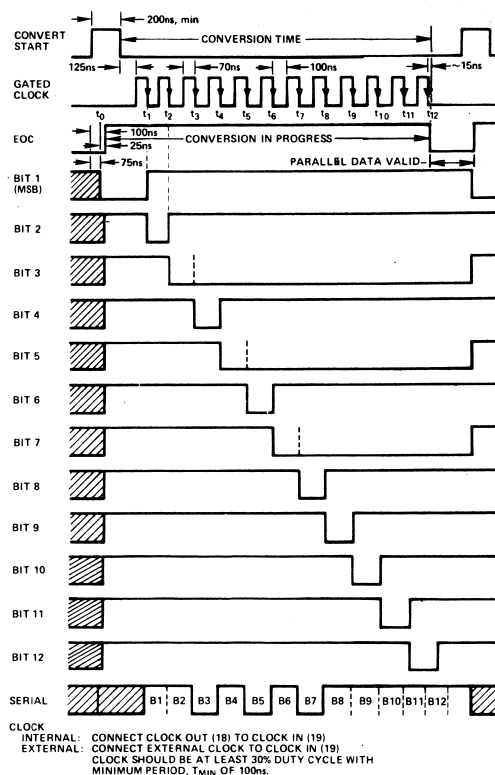 200ns, min
CONVERT
START
CONVERSION TIME
125ns
70ns
100ns
~15ns
GATED
CLOCK
t0 t1 t2 t3 t4 t5 t6 t7 t8 t9 t10 t11 t12
EOC
100ns
CONVERSION IN PROGRESS
25ns
75ns
PARALLEL DATA VALID
BIT 1
(MSB)
BIT 2
BIT 3
BIT 4
BIT 5
BIT 6
BIT 7
BIT 8
BIT 9
BIT 10
BIT 11
BIT 12
SERIAL
B1 B2 B3 B4 B5 B6 B7 B8 B9 B10 B11 B12
CLOCK
INTERNAL: CONNECT CLOCK OUT (18) TO CLOCK IN (19)
EXTERNAL: CONNECT EXTERNAL CLOCK TO CLOCK IN (19)
CLOCK SHOULD BE AT LEAST 30% DUTY CYCLE WITH
MINIMUM PERIOD, TMIN OF 100ns.